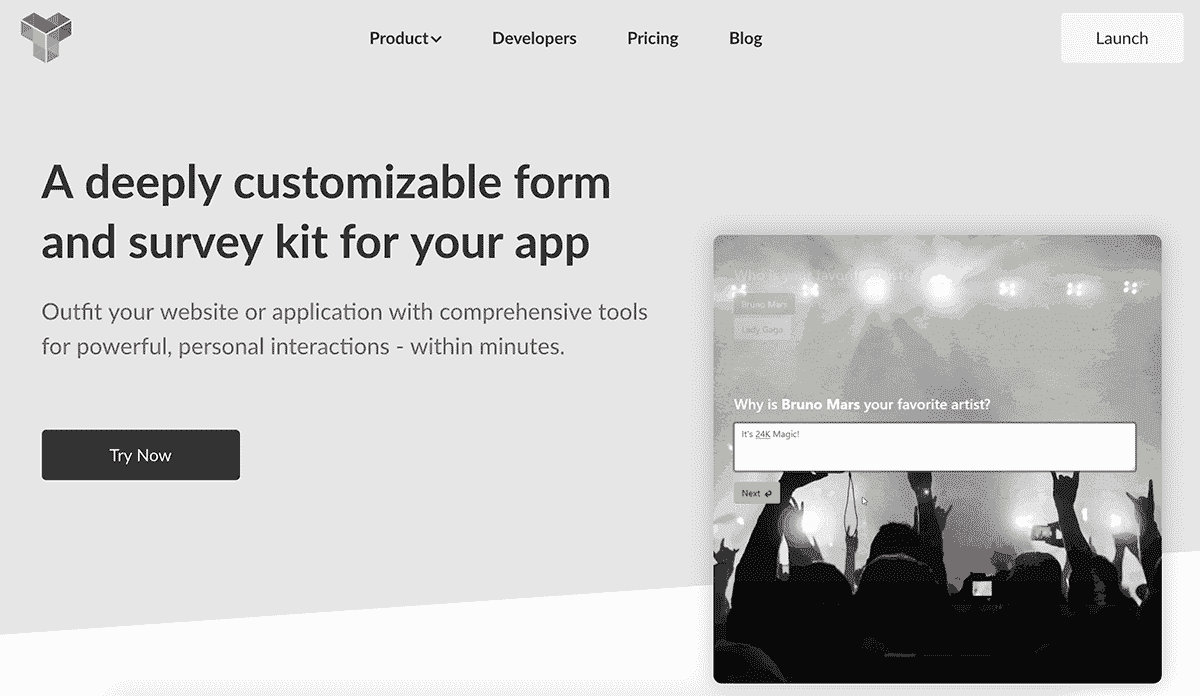 Product
Developers
Pricing
Blog
Launch
A deeply customizable form
and survey kit for your app
Outfit your website or application with comprehensive tools
for powerful, personal interactions - within minutes.
Try Now
Who is your favorite artist?
Bruno Mars
Lady Gaga
Why is Bruno Mars your favorite artist?
It's 24K Magic!
Next